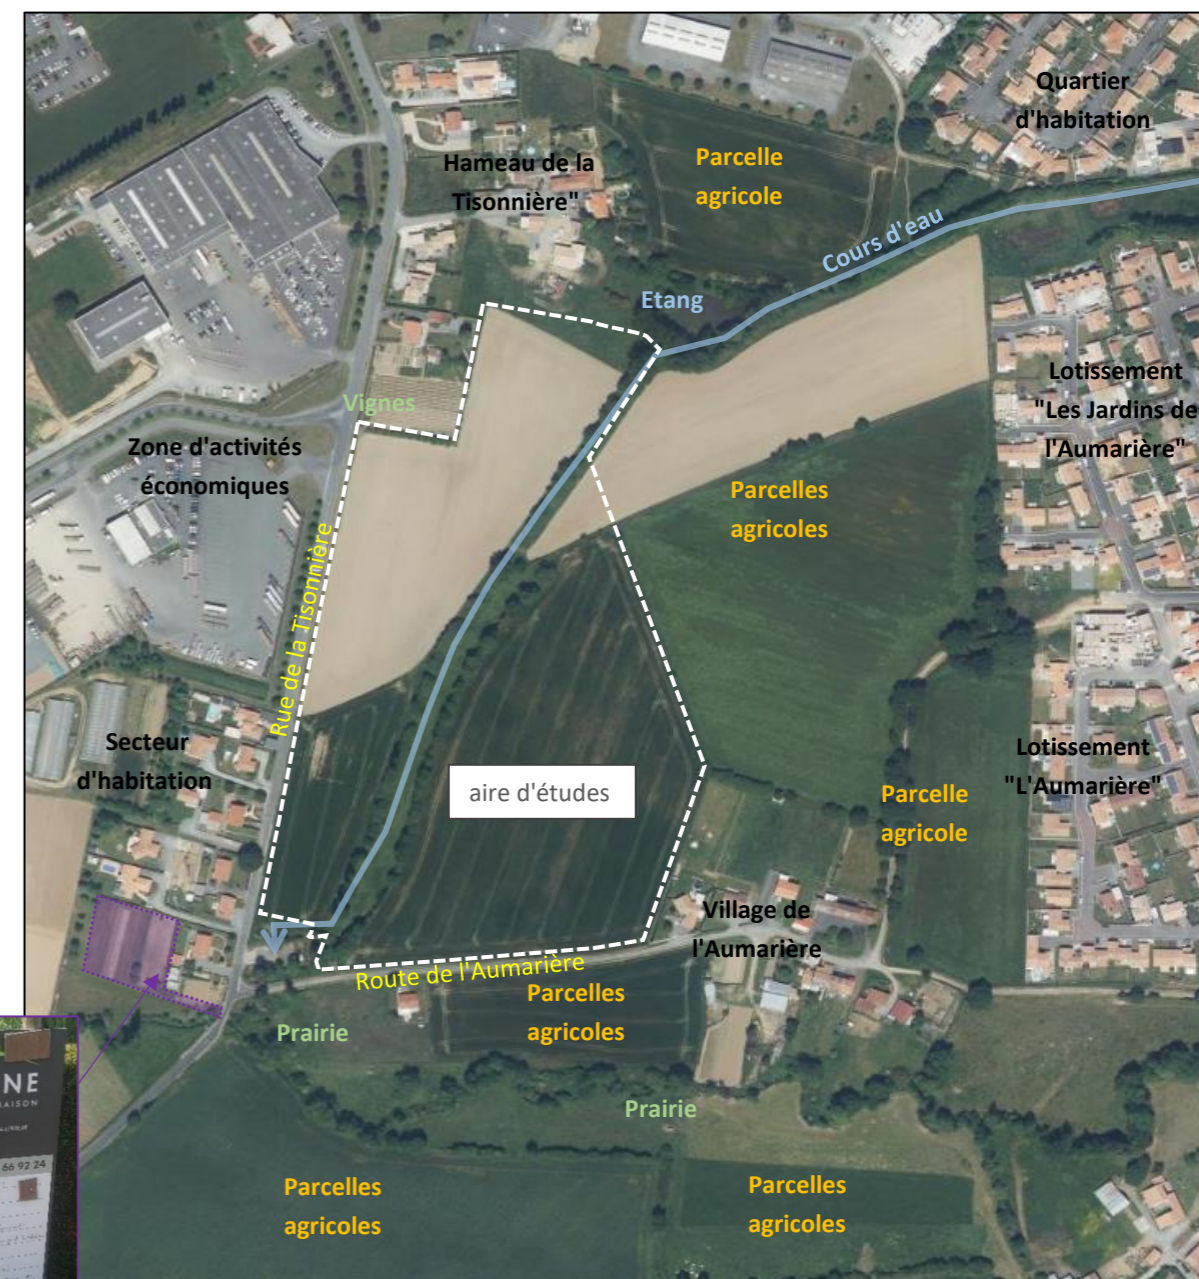 Quartier
d'habitation
Hameau de la
Tisonnière"
Parcelle
agricole
Cours d'eau
Etang
Lotissement
"Les Jardins de
l'Aumarière"
Vignes
Zone d'activités
économiques
Parcelles
agricoles
Rue de la Tisonnière
Secteur
d'habitation
aire d'études
Lotissement
"L'Aumarière"
Parcelle
agricole
Village de
l'Aumarière
Route de l'Aumarière
Parcelles
agricoles
Prairie
Prairie
NE
AISON
66 92 24
Parcelles
agricoles
Parcelles
agricoles